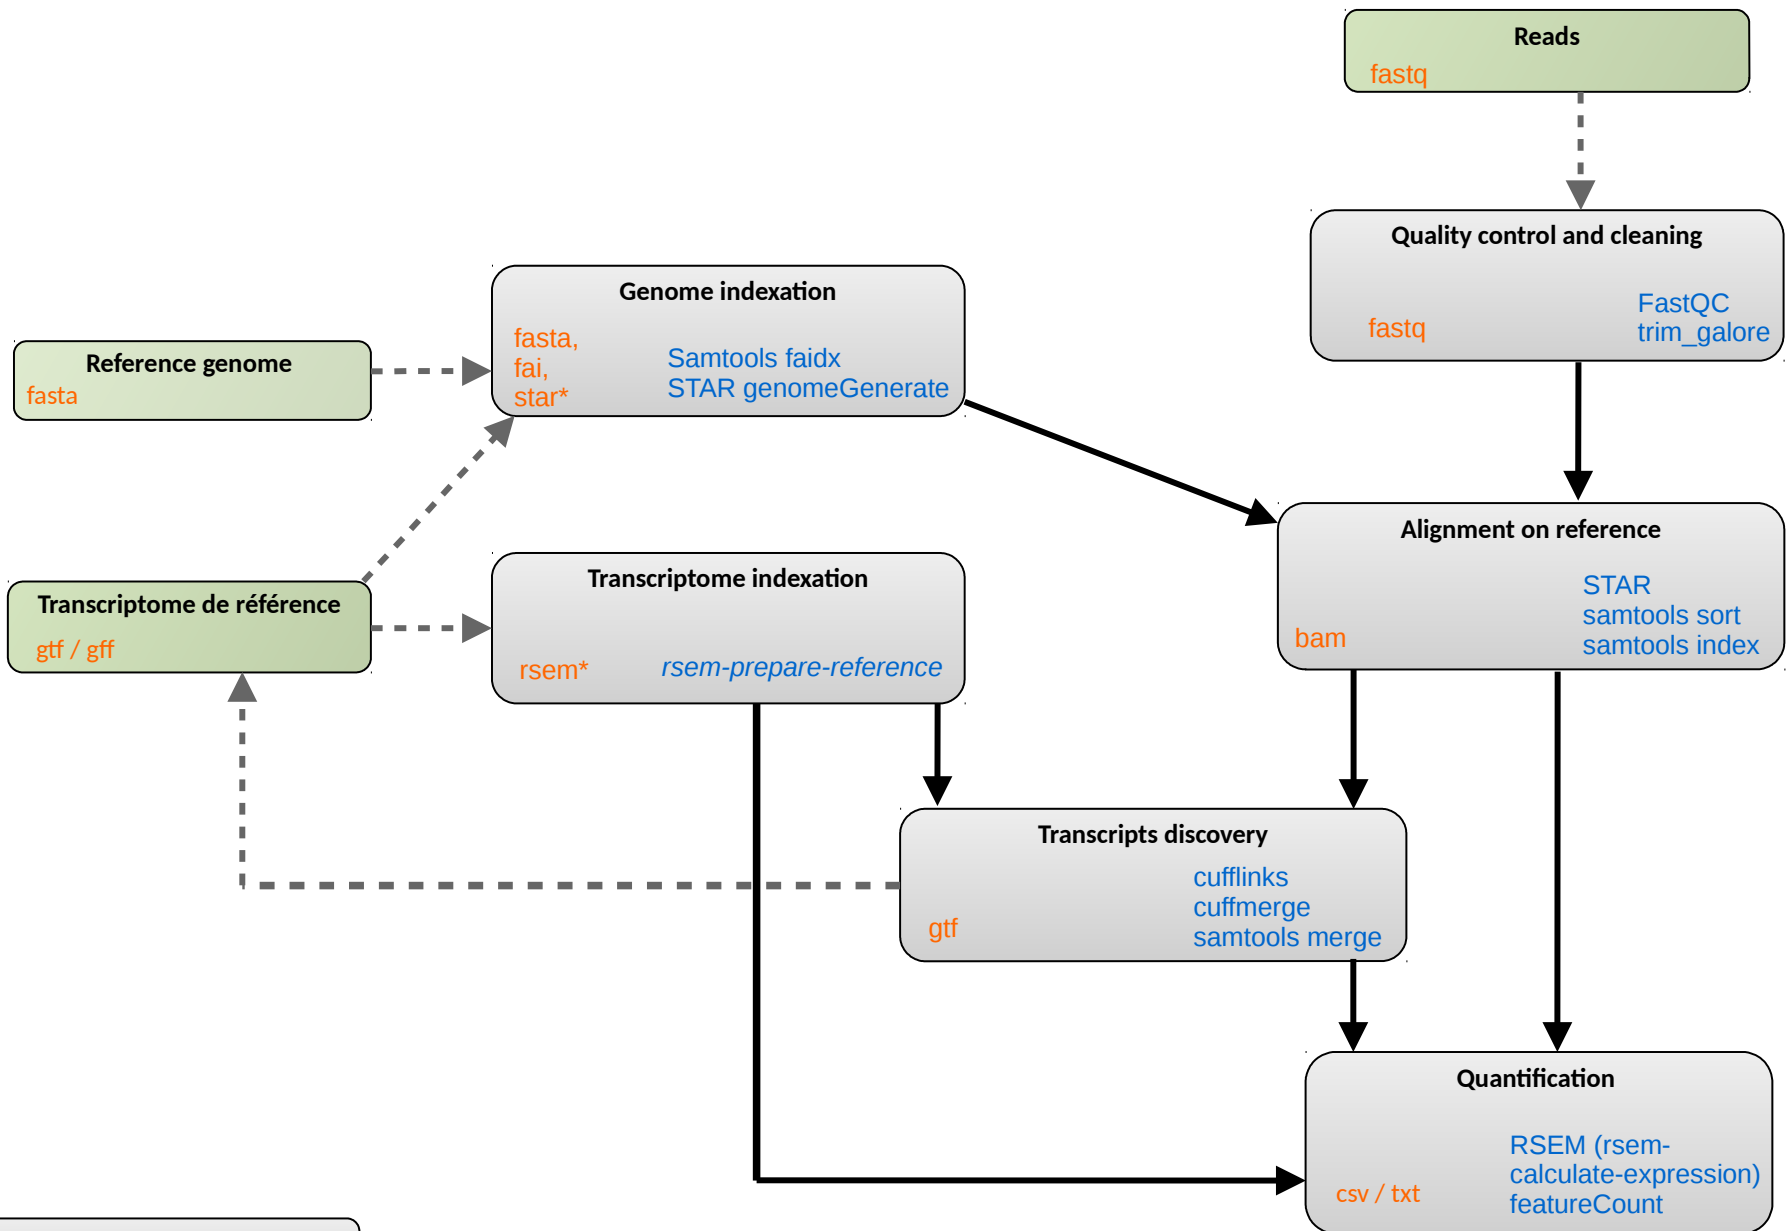 Reads
fastq
Quality control and cleaning
fastq
FastQC
trim_galore
Genome indexation
fasta,
fai,
star*
Samtools faidx
STAR genomeGenerate
Reference genome
fasta
Alignment on reference
STAR
samtools sort
samtools index
bam
Transcriptome indexation
rsem*
rsem-prepare-reference
Transcriptome de référence
gtf / gff
Transcripts discovery
cufflinks
cuffmerge
samtools merge
gtf
Quantification
RSEM (rsem-
calculate-expression)
featureCount
csv / txt